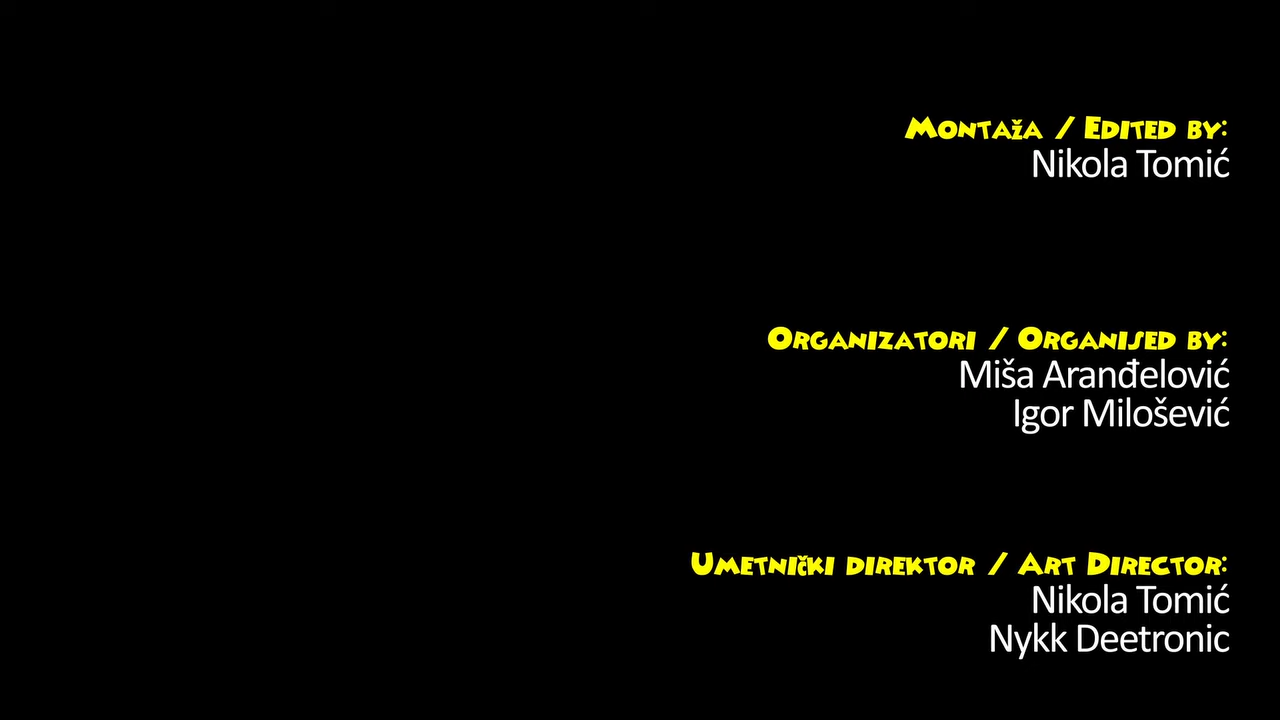 Montaža / Edited by:
Nikola Tomić
Organizatori / Organised by:
Miša Aranđelović
Igor Milošević
Umetnički direktor / Art Director:
Nikola Tomić
Nykk Deetronic